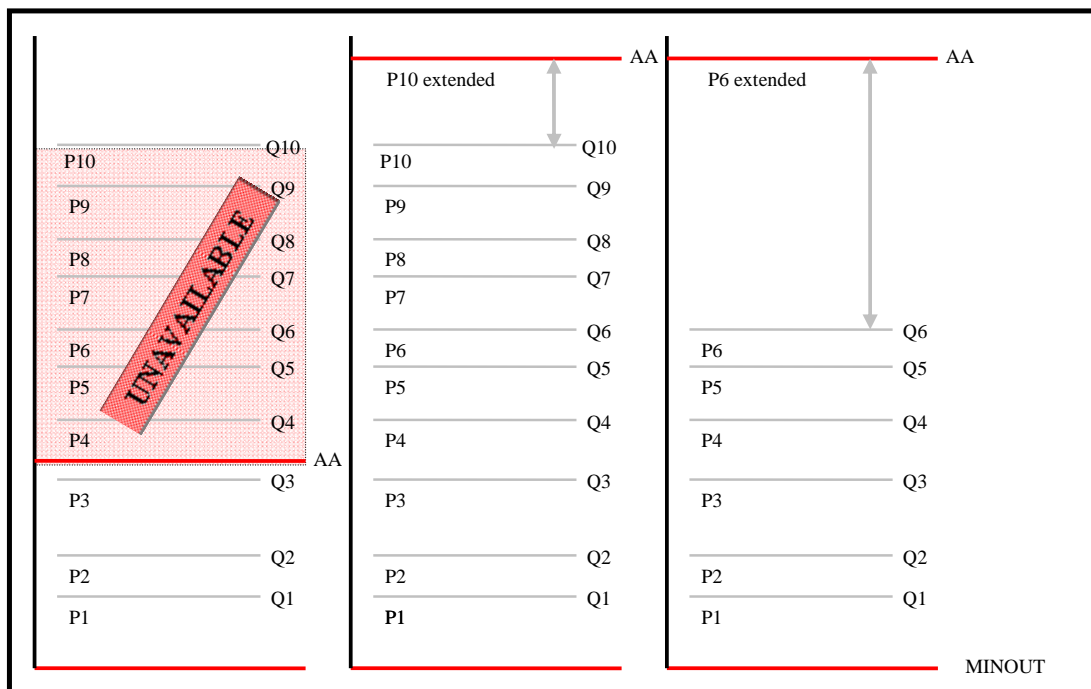 AA
AA
P10 extended
P6 extended
Q10
P10
Q9
P9
Q8
P8
Q7
P7
Q6
P6
Q5
P5
Q4
P4
UNAVAILABLE
AA
Q3
P3
Q2
P2
Q1
P1
Q10
P10
Q9
P9
Q8
P8
Q7
P7
Q6
P6
Q5
P5
Q4
P4
Q3
P3
Q2
P2
Q1
P1
Q6
P6
Q5
P5
Q4
P4
Q3
P3
Q2
P2
Q1
P1
MINOUT